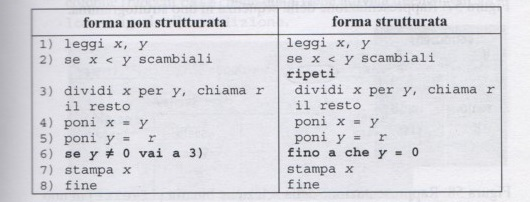 forma non strutturata forma strutturata
1) leggi x, y leggi x, y
2) se x < y scambiali se x < y scambiali
ripeti
3) dividi x per y, chiama r dividi x per y, chiama r
il resto il resto
4) poni x = y poni x = y
5) poni y = r poni y = r
6) se y ≠ 0 vai a 3) fino a che y = 0
7) stampa x stampa x
8) fine fine